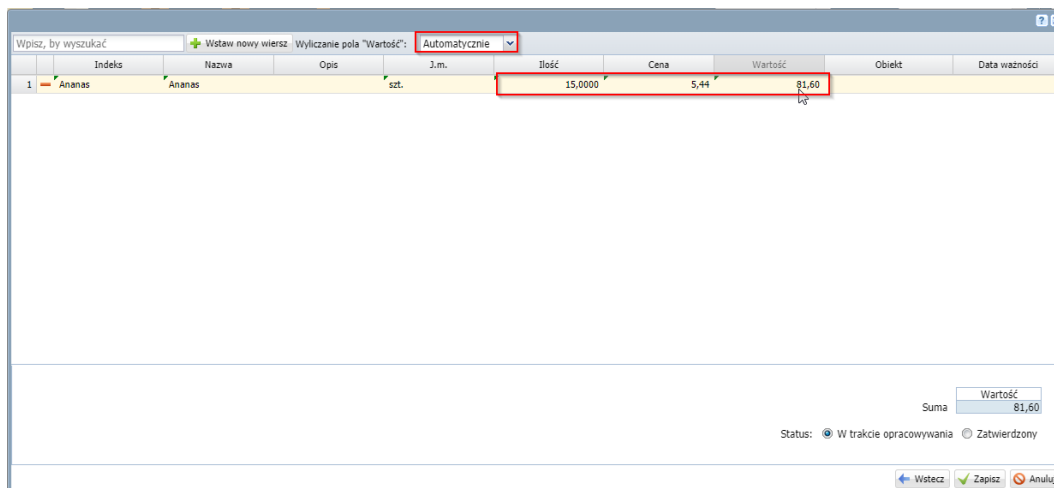 ?
Wpisz, by wyszukać Wstaw nowy wiersz Wyliczanie pola "Wartość": Automatycznie
Indeks Nazwa Opis J.m. Ilość Cena Wartość Obiekt Data ważności
1 Ananas Ananas szt. 15,0000 5,44 81,60
Wartość
Suma 81,60
Status: W trakcie opracowywania Zatwierdzony
Wstecz Zapisz Anuluj